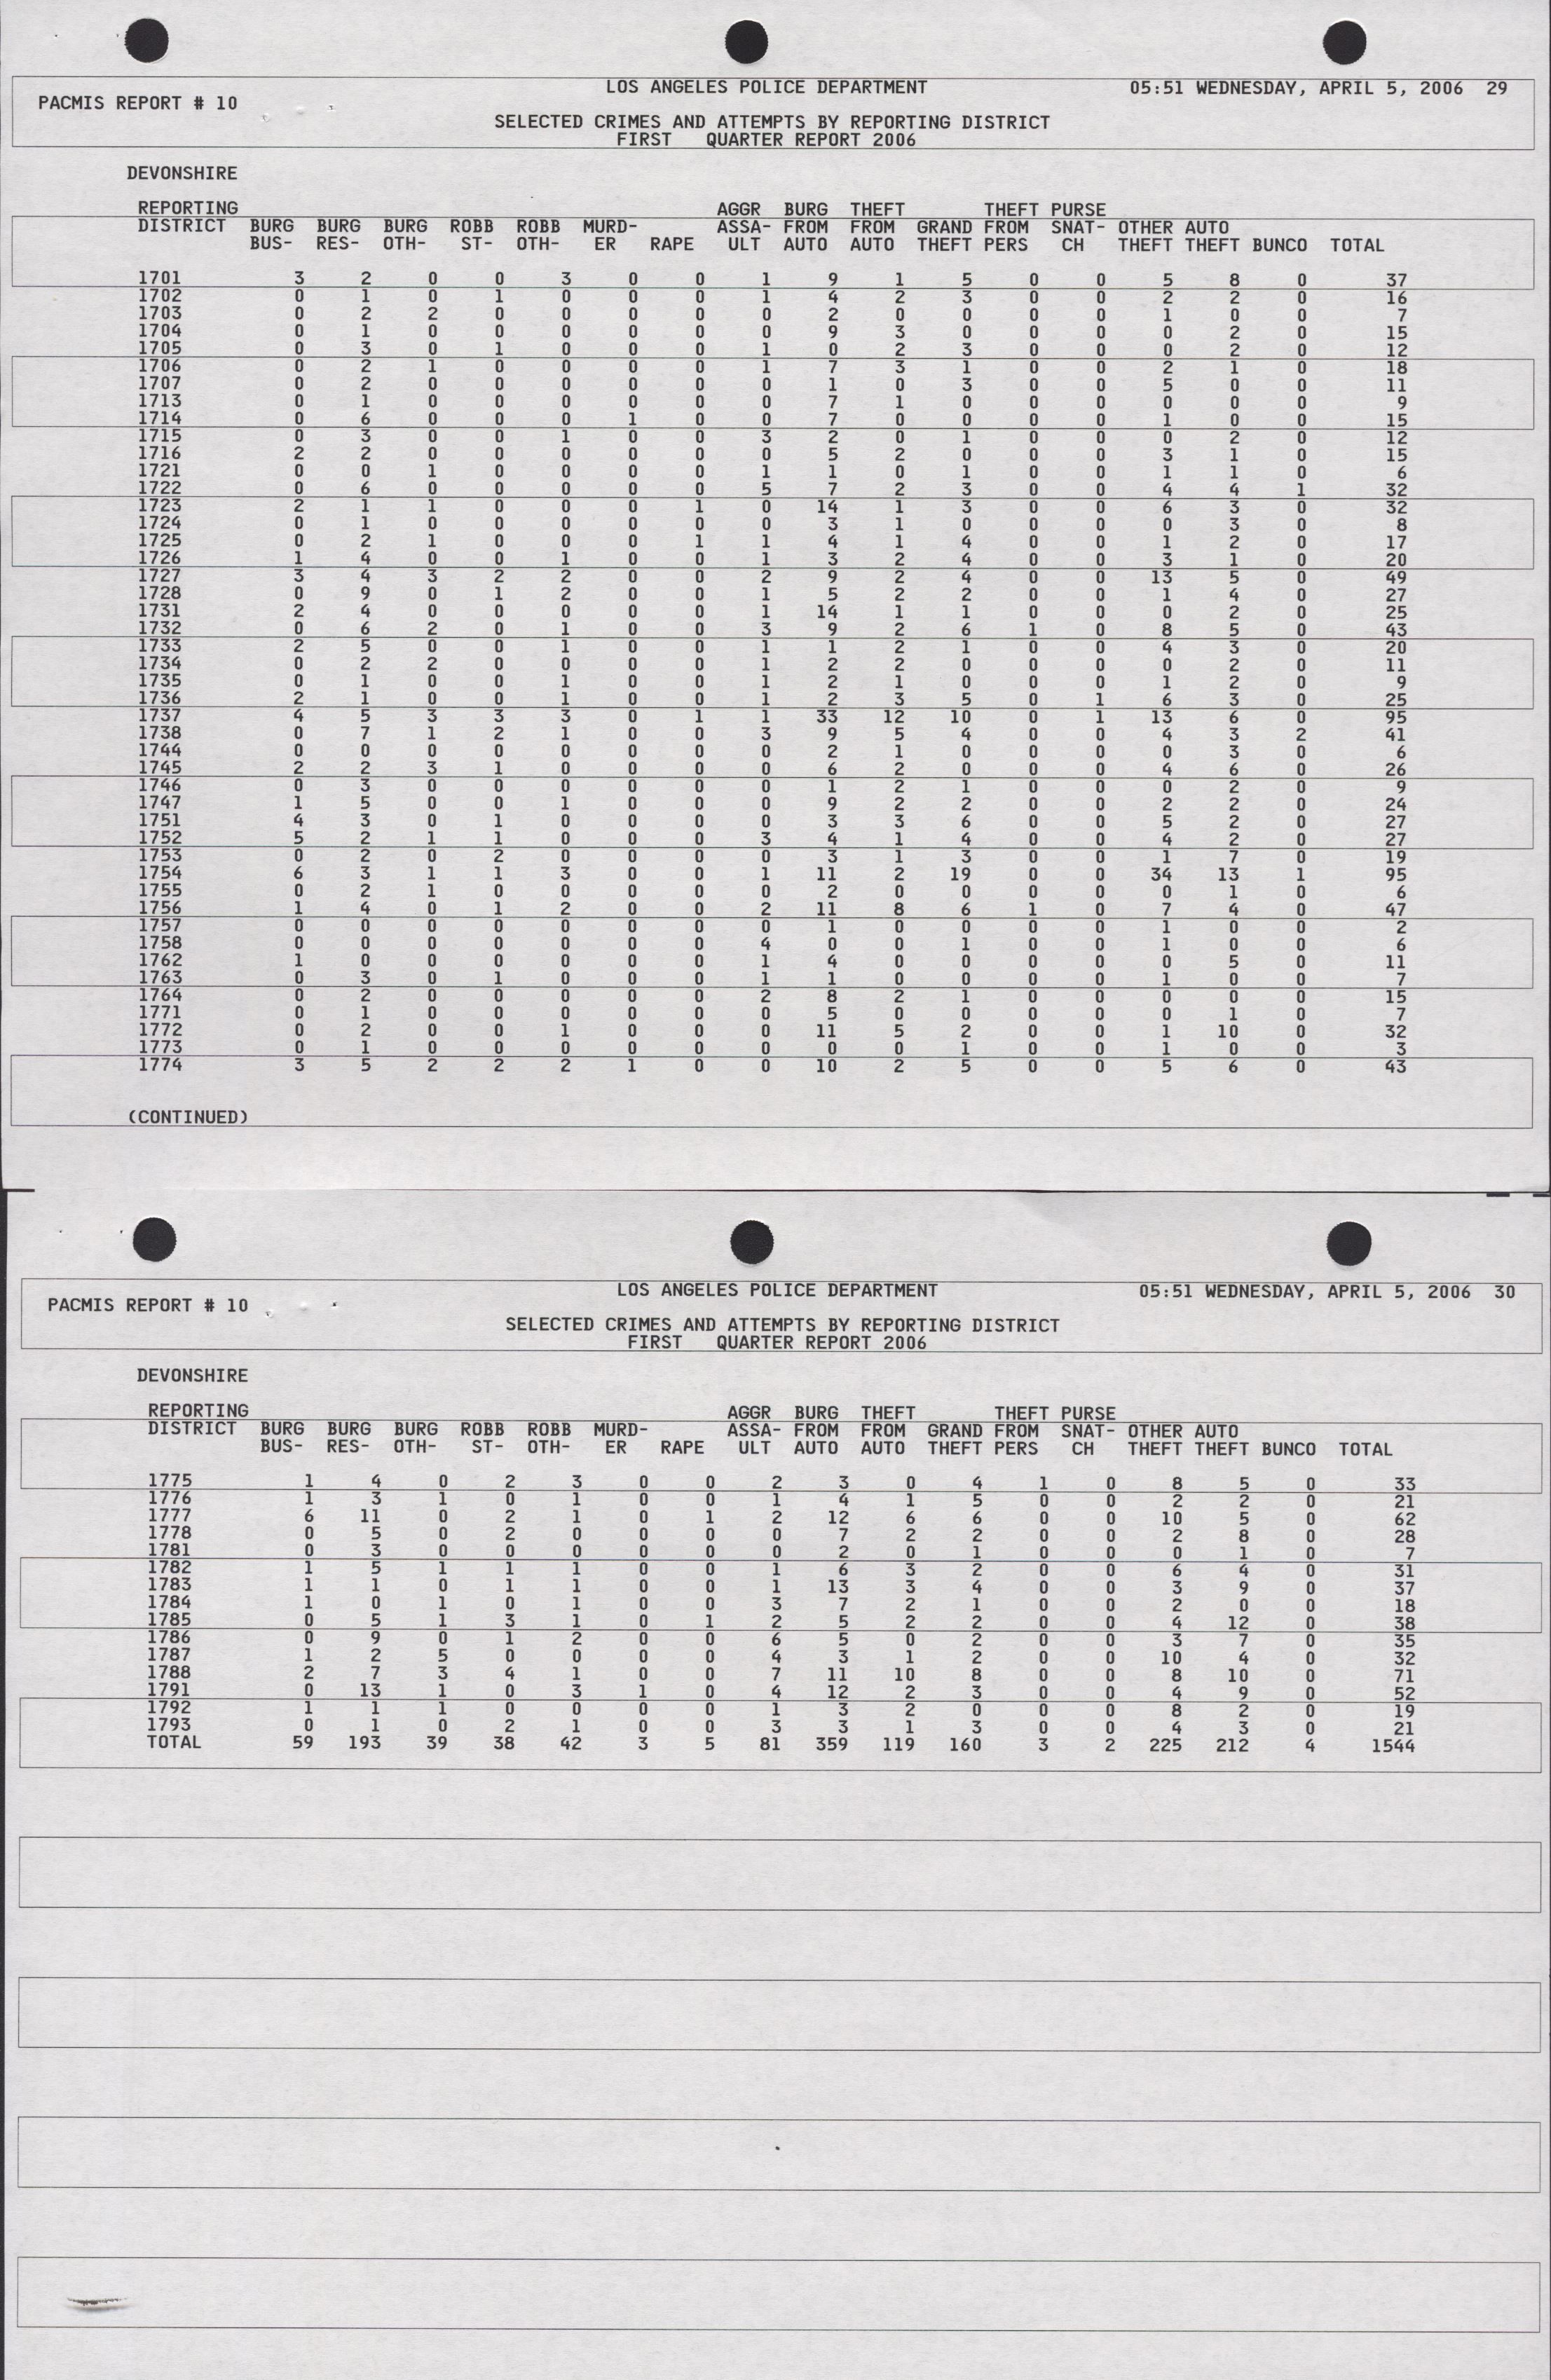 LOS ANGELES POLICE DEPARTMENT 05:51 WEDNESDAY, APRIL 5, 2006 29
PACMIS REPORT # 10
SELECTED CRIMES AND ATTEMPTS BY REPORTING DISTRICT
FIRST QUARTER REPORT 2006
DEVONSHIRE
REPORTING AGGR BURG THEFT THEFT PURSE
DISTRICT BURG BURG BURG ROBB ROBB MURD- ASSA- FROM FROM GRAND FROM SNAT- OTHER AUTO
BUS- RES- OTH- ST- OTH- ER RAPE ULT AUTO AUTO THEFT PERS CH THEFT THEFT BUNCO TOTAL
1701 3 2 0 0 3 0 0 1 9 1 5 0 0 5 8 0 37
1702 0 1 0 1 0 0 0 1 4 2 3 0 0 2 2 0 16
1703 0 2 2 0 0 0 0 0 2 0 0 0 0 1 0 0 7
1704 0 1 0 0 0 0 0 0 9 3 0 0 0 0 2 0 15
1705 0 3 0 1 0 0 0 1 0 2 3 0 0 0 2 0 12
1706 0 2 1 0 0 0 0 1 7 3 1 0 0 2 1 0 18
1707 0 2 0 0 0 0 0 0 1 0 3 0 0 5 0 0 11
1713 0 1 0 0 0 0 0 0 7 1 0 0 0 0 0 0 9
1714 0 6 0 0 0 1 0 0 7 0 0 0 0 1 0 0 15
1715 0 3 0 0 1 0 0 3 2 0 1 0 0 0 2 0 12
1716 2 2 0 0 0 0 0 0 5 2 0 0 0 3 1 0 15
1721 0 0 1 0 0 0 0 1 1 0 1 0 0 1 1 0 6
1722 0 6 0 0 0 0 0 5 7 2 3 0 0 4 4 1 32
1723 2 1 1 0 0 0 1 0 14 1 3 0 0 6 3 0 32
1724 0 1 0 0 0 0 0 0 3 1 0 0 0 0 3 0 8
1725 0 2 1 0 0 0 1 1 4 1 4 0 0 1 2 0 17
1726 1 4 0 0 1 0 0 1 3 2 4 0 0 3 1 0 20
1727 3 4 3 2 2 0 0 2 9 2 4 0 0 13 5 0 49
1728 0 9 0 1 2 0 0 1 5 2 2 0 0 1 4 0 27
1731 2 4 0 0 0 0 0 1 14 1 1 0 0 0 2 0 25
1732 0 6 2 0 1 0 0 3 9 2 6 1 0 8 5 0 43
1733 2 5 0 0 1 0 0 1 1 2 1 0 0 4 3 0 20
1734 0 2 2 0 0 0 0 1 2 2 0 0 0 0 2 0 11
1735 0 1 0 0 1 0 0 1 2 1 0 0 0 1 2 0 9
1736 2 1 0 0 1 0 0 1 2 3 5 0 1 6 3 0 25
1737 4 5 3 3 3 0 1 1 33 12 10 0 1 13 6 0 95
1738 0 7 1 2 1 0 0 3 9 5 4 0 0 4 3 2 41
1744 0 0 0 0 0 0 0 0 2 1 0 0 0 0 3 0 6
1745 2 2 3 1 0 0 0 0 6 2 0 0 0 4 6 0 26
1746 0 3 0 0 0 0 0 0 1 2 1 0 0 0 2 0 9
1747 1 5 0 0 1 0 0 0 9 2 2 0 0 2 2 0 24
1751 4 3 0 1 0 0 0 0 3 3 6 0 0 5 2 0 27
1752 5 2 1 1 0 0 0 3 4 1 4 0 0 4 2 0 27
1753 0 2 0 2 0 0 0 0 3 1 3 0 0 1 7 0 19
1754 6 3 1 1 3 0 0 1 11 2 19 0 0 34 13 1 95
1755 0 2 1 0 0 0 0 0 2 0 0 0 0 0 1 0 6
1756 1 4 0 1 2 0 0 2 11 8 6 1 0 7 4 0 47
1757 0 0 0 0 0 0 0 0 1 0 0 0 0 1 0 0 2
1758 0 0 0 0 0 0 0 4 0 0 1 0 0 1 0 0 6
1762 1 0 0 0 0 0 0 1 4 0 0 0 0 0 5 0 11
1763 0 3 0 1 0 0 0 1 1 0 0 0 0 1 0 0 7
1764 0 2 0 0 0 0 0 2 8 2 1 0 0 0 0 0 15
1771 0 1 0 0 0 0 0 0 5 0 0 0 0 0 1 0 7
1772 0 2 0 0 1 0 0 0 11 5 2 0 0 1 10 0 32
1773 0 1 0 0 0 0 0 0 0 0 1 0 0 1 0 0 3
1774 3 5 2 2 2 1 0 0 10 2 5 0 0 5 6 0 43
(CONTINUED)
LOS ANGELES POLICE DEPARTMENT 05:51 WEDNESDAY, APRIL 5, 2006 30
PACMIS REPORT # 10
SELECTED CRIMES AND ATTEMPTS BY REPORTING DISTRICT
FIRST QUARTER REPORT 2006
DEVONSHIRE
REPORTING AGGR BURG THEFT THEFT PURSE
DISTRICT BURG BURG BURG ROBB ROBB MURD- ASSA- FROM FROM GRAND FROM SNAT- OTHER AUTO
BUS- RES- OTH- ST- OTH- ER RAPE ULT AUTO AUTO THEFT PERS CH THEFT THEFT BUNCO TOTAL
1775 1 4 0 2 3 0 0 2 3 0 4 1 0 8 5 0 33
1776 1 3 1 0 1 0 0 1 4 1 5 0 0 2 2 0 21
1777 6 11 0 2 1 0 1 2 12 6 6 0 0 10 5 0 62
1778 0 5 0 2 0 0 0 0 7 2 2 0 0 2 8 0 28
1781 0 3 0 0 0 0 0 0 2 0 1 0 0 0 1 0 7
1782 1 5 1 1 1 0 0 1 6 3 2 0 0 6 4 0 31
1783 1 1 0 1 1 0 0 1 13 3 4 0 0 3 9 0 37
1784 1 0 1 0 1 0 0 3 7 2 1 0 0 2 0 0 18
1785 0 5 1 3 1 0 1 2 5 2 2 0 0 4 12 0 38
1786 0 9 0 1 2 0 0 6 5 0 2 0 0 3 7 0 35
1787 1 2 5 0 0 0 0 4 3 1 2 0 0 10 4 0 32
1788 2 7 3 4 1 0 0 7 11 10 8 0 0 8 10 0 71
1791 0 13 1 0 3 1 0 4 12 2 3 0 0 4 9 0 52
1792 1 1 1 0 0 0 0 1 3 2 0 0 0 8 2 0 19
1793 0 1 0 2 1 0 0 3 3 1 3 0 0 4 3 0 21
TOTAL 59 193 39 38 42 3 5 81 359 119 160 3 2 225 212 4 1544